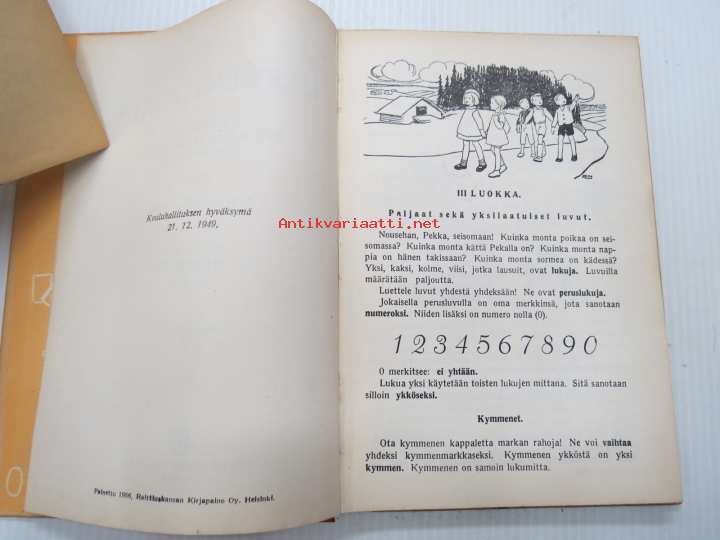 Kouluhallituksen hyväksymä
21. 12. 1949.
Raittiuskansan Kirjapaino Oy. Helsinki.
Antikvariaatti.net
III LUOKKA.
Paljaat sekä yksilaatuiset luvut.
Nousehan, Pekka, seisomaan! Kuinka monta poikaa on sei-
somassa? Kuinka monta kättä Pekalla on? Kuinka monta nap-
pia on hänen takissaan? Kuinka monta sormea on kädessä?
Yksi, kaksi, kolme, viisi, jotka lausuit, ovat lukuja. Luvuilla
määrätään paljoutta.
Luettele luvut yhdestä yhdeksään! Ne ovat peruslukuja.
Jokaisella perusluvulla on oma merkkinsä, jota sanotaan
numeroksi. Niiden lisäksi on numero nolla (0).
1 2 3 4 5 6 7 8 9 0
0 merkitsee: ei yhtään.
Lukua yksi käytetään toisten lukujen mittana. Sitä sanotaan
silloin ykköseksi.
Kymmenet.
Ota kymmenen kappaletta markan rahoja! Ne voi vaihtaa
yhdeksi kymmenmarkkaseksi. Kymmenen ykköstä on yksi
kymmen. Kymmenen on samoin lukumitta.